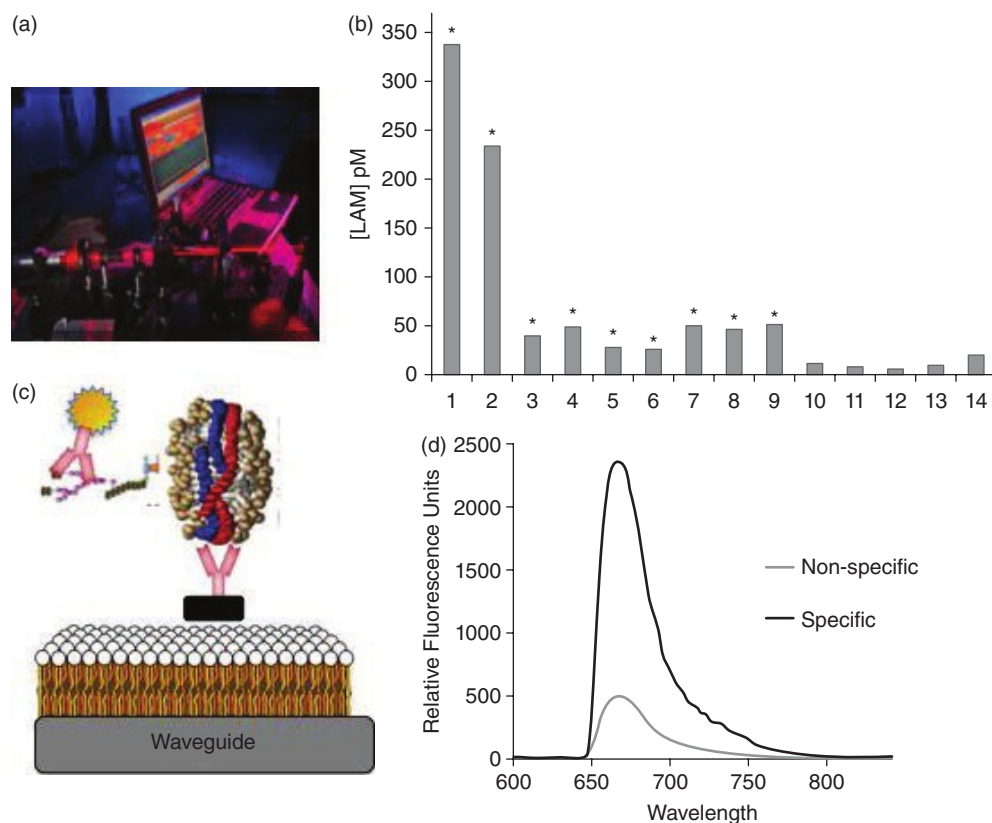 (a)
(b)
350
300
250
200
150
100
50
0
[LAM] pM
*
*
*
*
*
*
*
*
*
1 2 3 4 5 6 7 8 9 10 11 12 13 14
(c)
Waveguide
(d)
2500
2000
1500
1000
500
0
Relative Fluorescence Units
Non-specific
Specific
600 650 700 750 800
Wavelength